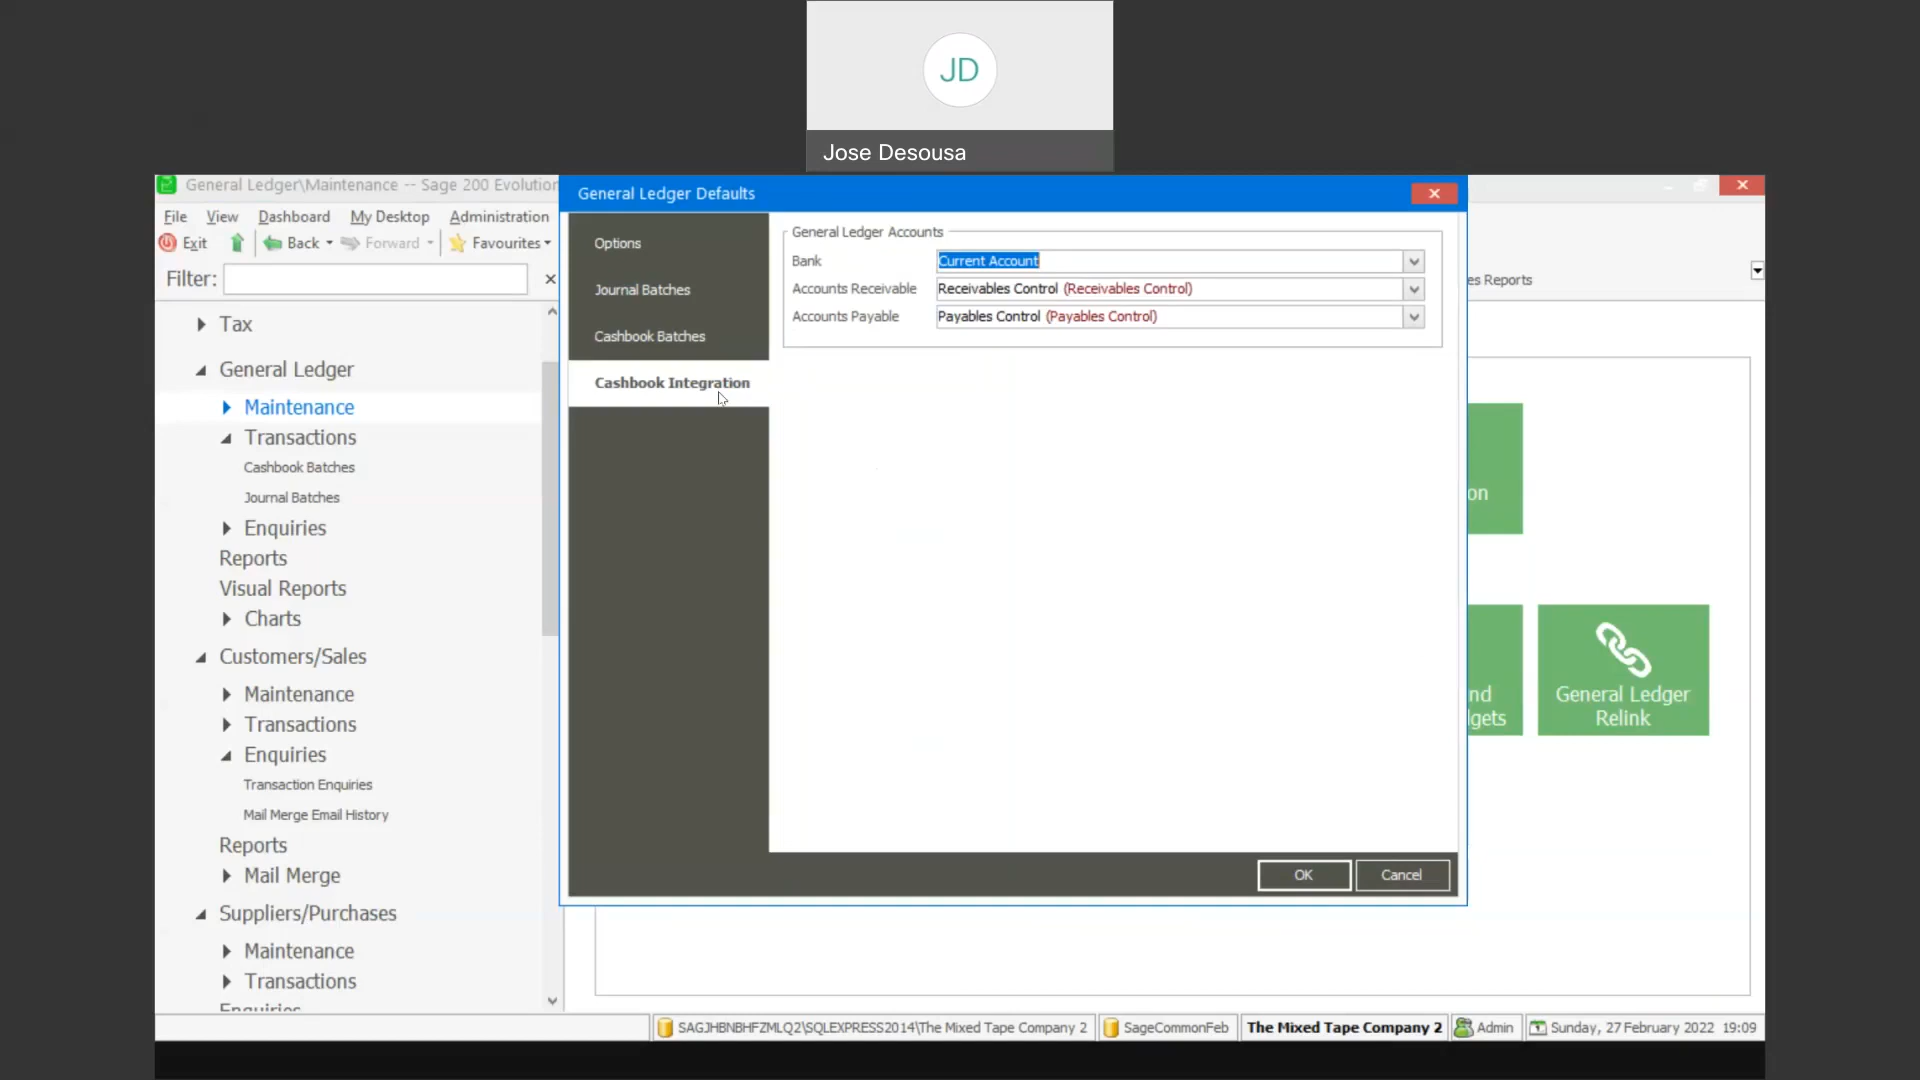 JD
Jose Desousa
General Ledger\Maintenance -- Sage 200 Evolution
File View Dashboard My Desktop Administration
Exit Back Forward Favourites
Filter:
Tax
General Ledger
Maintenance
Transactions
Cashbook Batches
Journal Batches
Enquiries
Reports
Visual Reports
Charts
Customers/Sales
Maintenance
Transactions
Enquiries
Transaction Enquiries
Mail Merge Email History
Reports
Mail Merge
Suppliers/Purchases
Maintenance
Transactions
Enquiries
General Ledger Defaults
Options
Journal Batches
Cashbook Batches
Cashbook Integration
General Ledger Accounts
Bank Current Account
Accounts Receivable Receivables Control (Receivables Control)
Accounts Payable Payables Control (Payables Control)
OK Cancel
es Reports
on
nd
lgets
General Ledger
Relink
SAGJHBNBHFZMLQ2\SQLEXPRESS2014\The Mixed Tape Company 2 SageCommonFeb The Mixed Tape Company 2 Admin Sunday, 27 February 2022 19:09